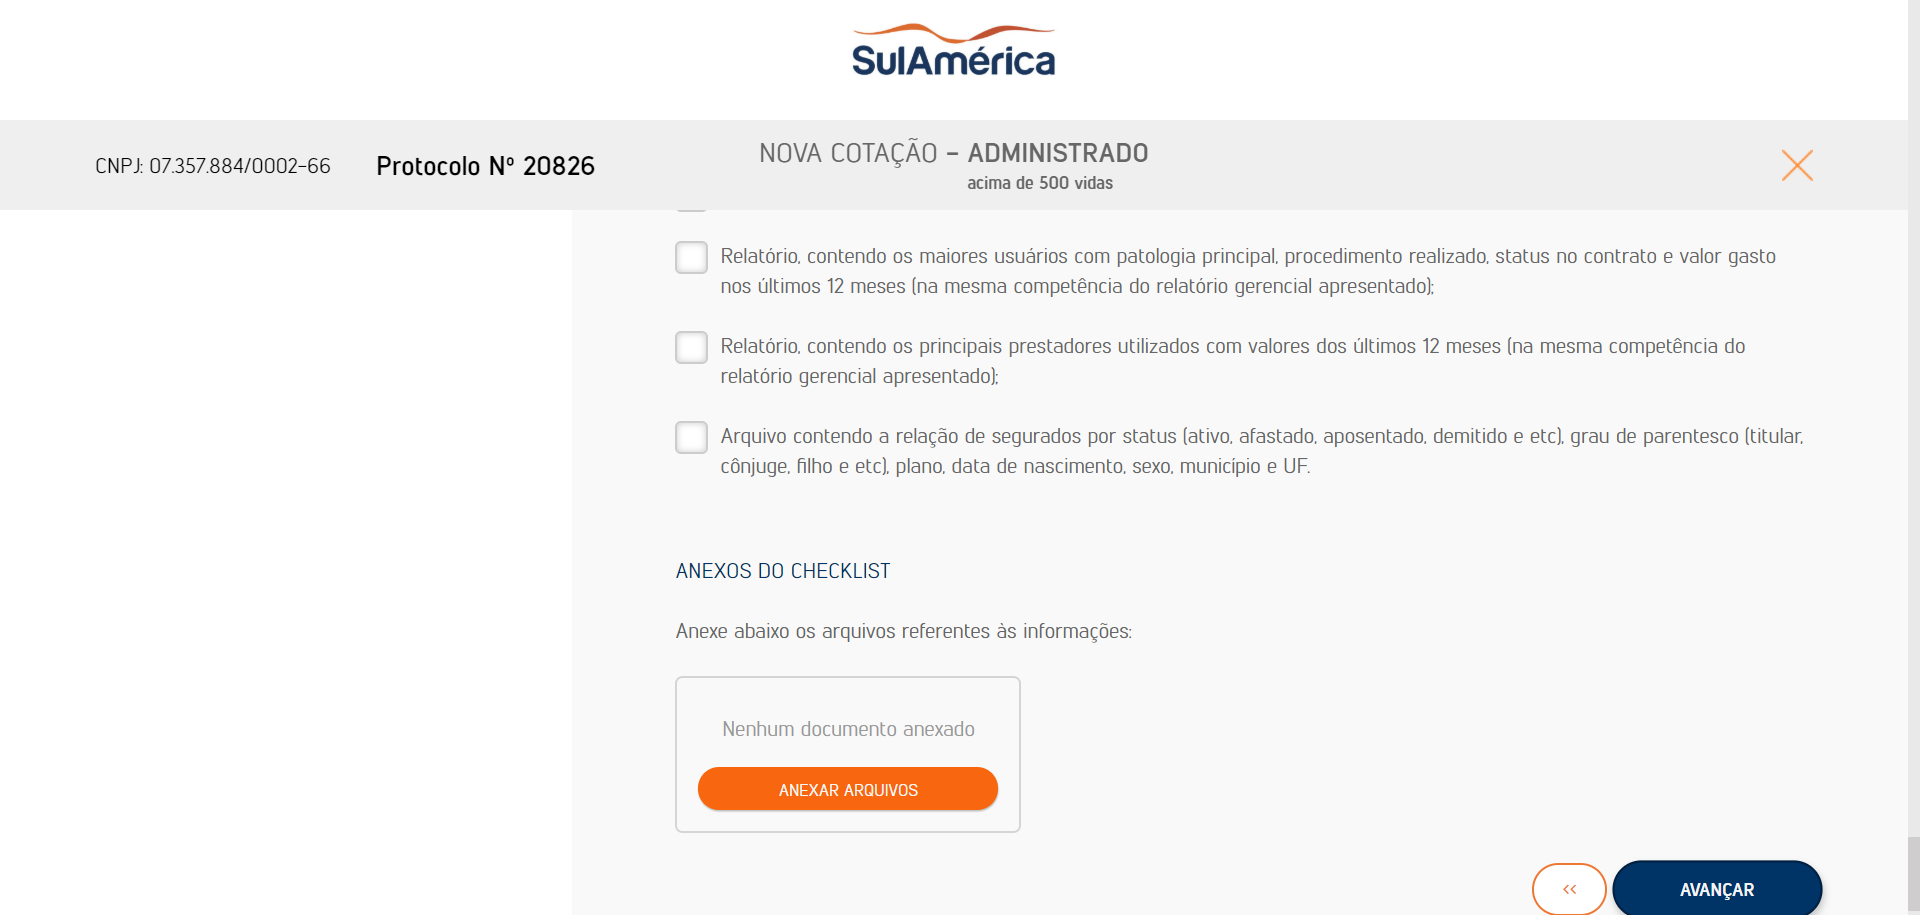 SulAmérica
CNPJ: 07.357.884/0002-66
Protocolo Nº 20826
NOVA COTAÇÃO - ADMINISTRADO
acima de 500 vidas
Relatório, contendo os maiores usuários com patologia principal, procedimento realizado, status no contrato e valor gasto
nos últimos 12 meses (na mesma competência do relatório gerencial apresentado);
Relatório, contendo os principais prestadores utilizados com valores dos últimos 12 meses (na mesma competência do
relatório gerencial apresentado);
Arquivo contendo a relação de segurados por status (ativo, afastado, aposentado, demitido e etc), grau de parentesco (titular,
cônjuge, filho e etc), plano, data de nascimento, sexo, município e UF.
ANEXOS DO CHECKLIST
Anexe abaixo os arquivos referentes às informações:
Nenhum documento anexado
ANEXAR ARQUIVOS
<<
AVANÇAR